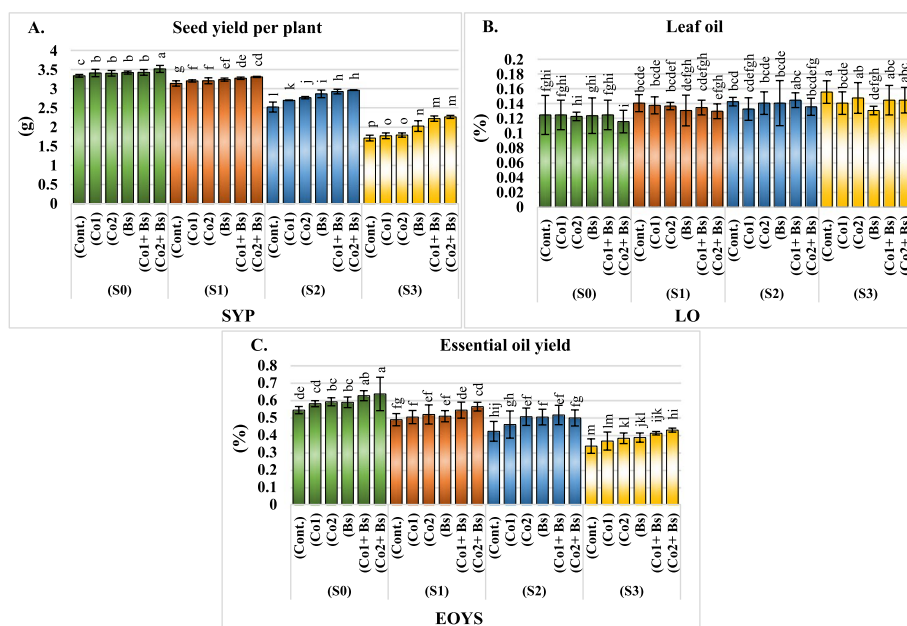 A. Seed yield per plant
4
3.5
3
2.5
2
1.5
1
0.5
0
(g)
c b b b b a g f f ef de cd l k j i h h p o o n m m
(Cont.) (Co1) (Co2) (Bs) (Co1+ Bs) (Co2+ Bs) (Cont.) (Co1) (Co2) (Bs) (Co1+ Bs) (Co2+ Bs) (Cont.) (Co1) (Co2) (Bs) (Co1+ Bs) (Co2+ Bs) (Cont.) (Co1) (Co2) (Bs) (Co1+ Bs) (Co2+ Bs)
(S0) (S1) (S2) (S3)
SYP
B. Leaf oil
0.2
0.18
0.16
0.14
0.12
0.1
0.08
0.06
0.04
0.02
0
(%)
fghi fghi hi ghi fghi i bcde bcde bcdef defgh cdefgh efgh bcd cdefgh bcde bcde abc bcdefg a bcde ab defgh abc abc
(Cont.) (Co1) (Co2) (Bs) (Co1+ Bs) (Co2+ Bs) (Cont.) (Co1) (Co2) (Bs) (Co1+ Bs) (Co2+ Bs) (Cont.) (Co1) (Co2) (Bs) (Co1+ Bs) (Co2+ Bs) (Cont.) (Co1) (Co2) (Bs) (Co1+ Bs) (Co2+ Bs)
(S0) (S1) (S2) (S3)
LO
C. Essential oil yield
0.8
0.7
0.6
0.5
0.4
0.3
0.2
0.1
0
(%)
de cd bc bc ab a fg f ef ef de cd hij gh ef ef ef fg m lm kl jkl ijk hi
(Cont.) (Co1) (Co2) (Bs) (Co1+ Bs) (Co2+ Bs) (Cont.) (Co1) (Co2) (Bs) (Co1+ Bs) (Co2+ Bs) (Cont.) (Co1) (Co2) (Bs) (Co1+ Bs) (Co2+ Bs) (Cont.) (Co1) (Co2) (Bs) (Co1+ Bs) (Co2+ Bs)
(S0) (S1) (S2) (S3)
EOYS